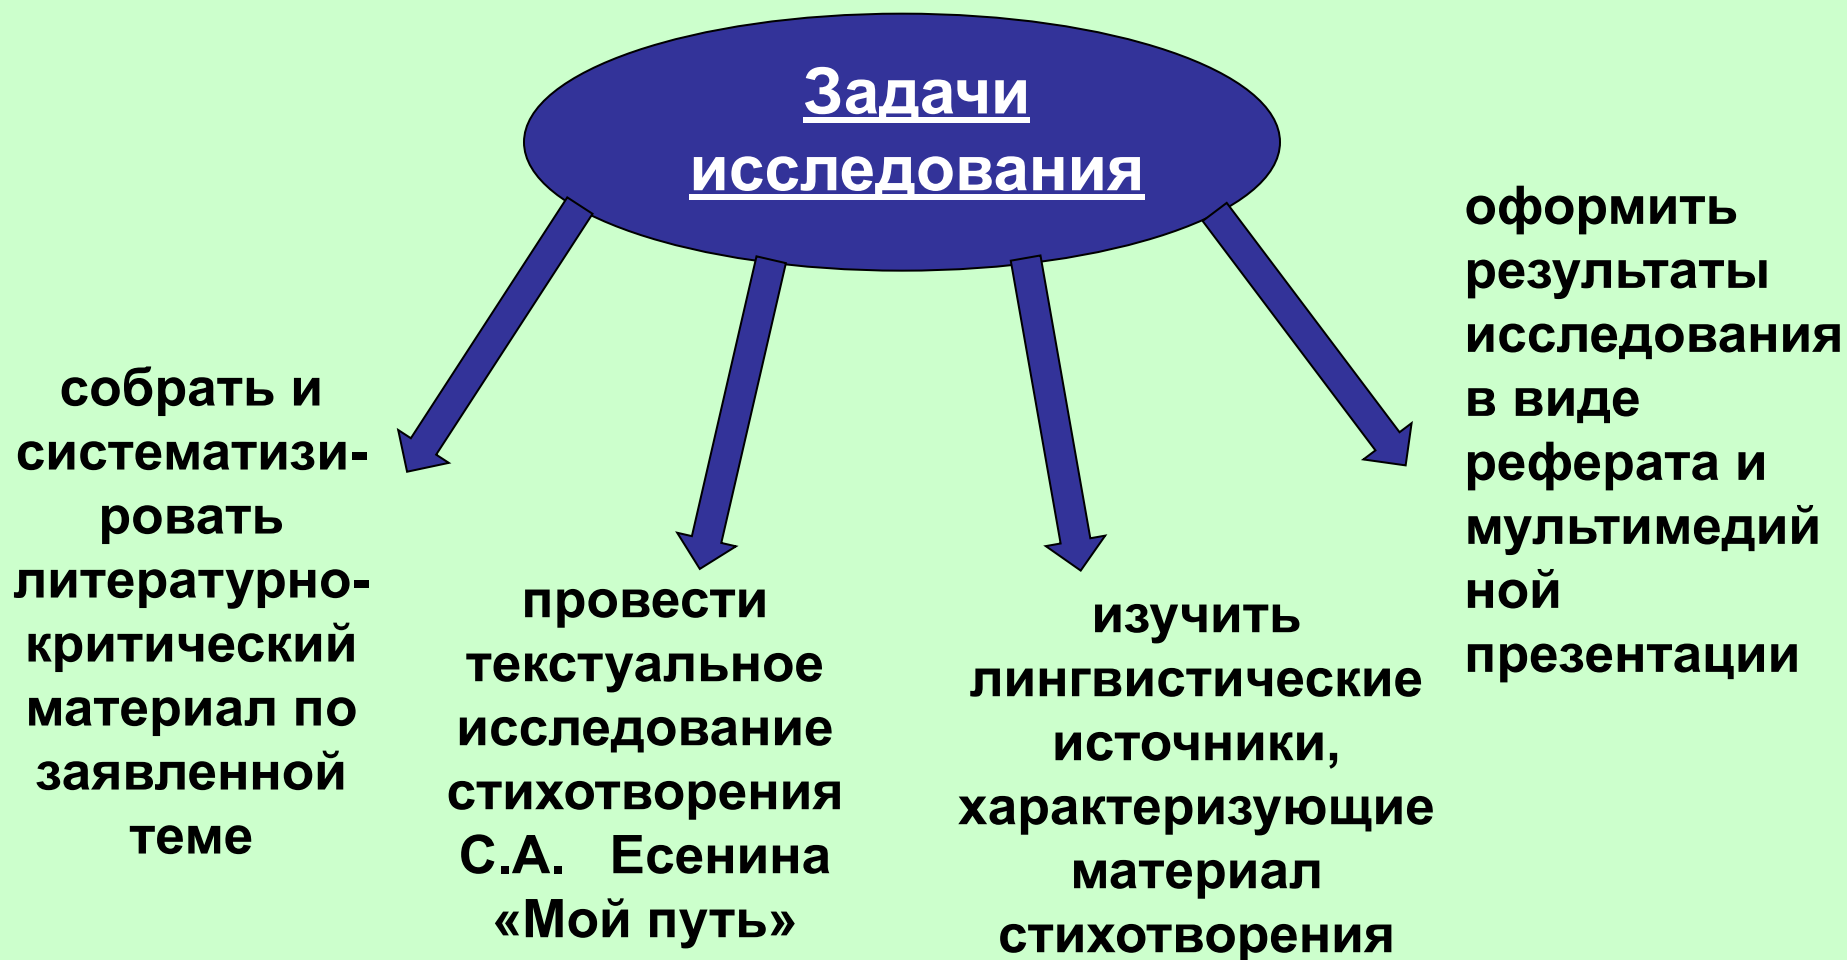 Задачи
исследования
собрать и
систематизи-
ровать
литературно-
критический
материал по
заявленной
теме
провести
текстуальное
исследование
стихотворения
С.А. Есенина
«Мой путь»
изучить
лингвистические
источники,
характеризующие
материал
стихотворения
оформить
результаты
исследования
в виде
реферата и
мультимедий
ной
презентации